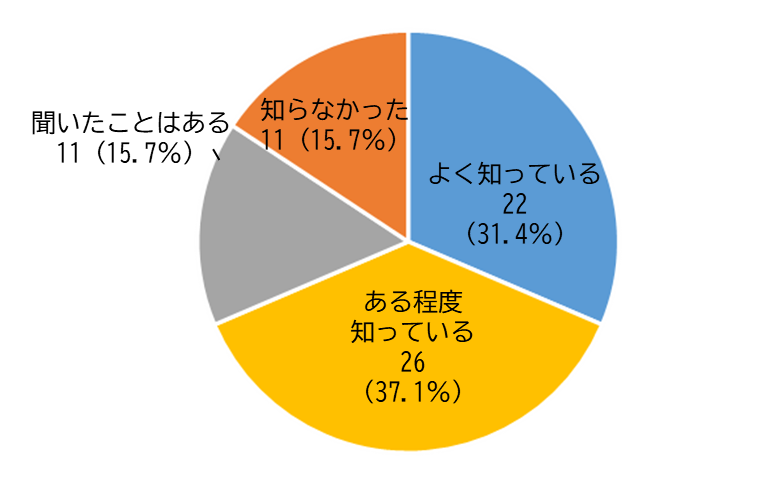 知らなかった
11（15.7％）
聞いたことはある
11（15.7％）
よく知っている
22
（31.4％）
ある程度
知っている
26
（37.1％）